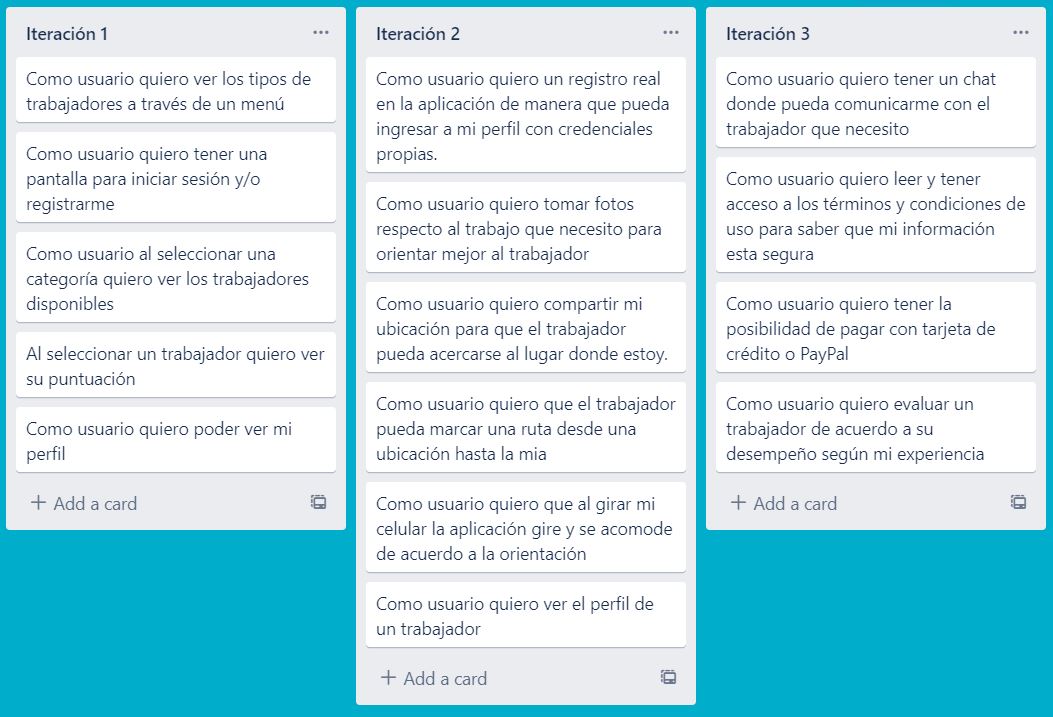 Iteración 1
Como usuario quiero ver los tipos de
trabajadores a través de un menú
Como usuario quiero tener una
pantalla para iniciar sesión y/o
registrarme
Como usuario al seleccionar una
categoría quiero ver los trabajadores
disponibles
Al seleccionar un trabajador quiero ver
su puntuación
Como usuario quiero poder ver mi
perfil
+ Add a card
Iteración 2
Como usuario quiero un registro real
en la aplicación de manera que pueda
ingresar a mi perfil con credenciales
propias.
Como usuario quiero tomar fotos
respecto al trabajo que necesito para
orientar mejor al trabajador
Como usuario quiero compartir mi
ubicación para que el trabajador
pueda acercarse al lugar donde estoy.
Como usuario quiero que el trabajador
pueda marcar una ruta desde una
ubicación hasta la mia
Como usuario quiero que al girar mi
celular la aplicación gire y se acomode
de acuerdo a la orientación
Como usuario quiero ver el perfil de
un trabajador
+ Add a card
Iteración 3
Como usuario quiero tener un chat
donde pueda comunicarme con el
trabajador que necesito
Como usuario quiero leer y tener
acceso a los términos y condiciones de
uso para saber que mi información
esta segura
Como usuario quiero tener la
posibilidad de pagar con tarjeta de
crédito o PayPal
Como usuario quiero evaluar un
trabajador de acuerdo a su
desempeño según mi experiencia
+ Add a card